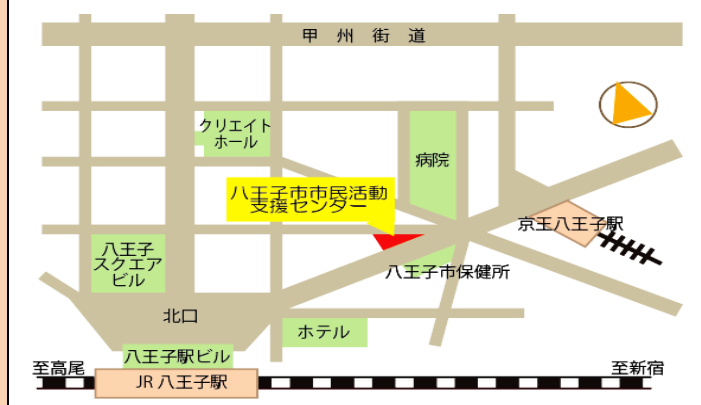 甲州街道
クリエイト
ホール
病院
八王子市市民活動
支援センター
京王八王子駅
八王子
スクエア
ビル
八王子市保健所
北口
ホテル
八王子駅ビル
至高尾
至新宿
JR 八王子駅